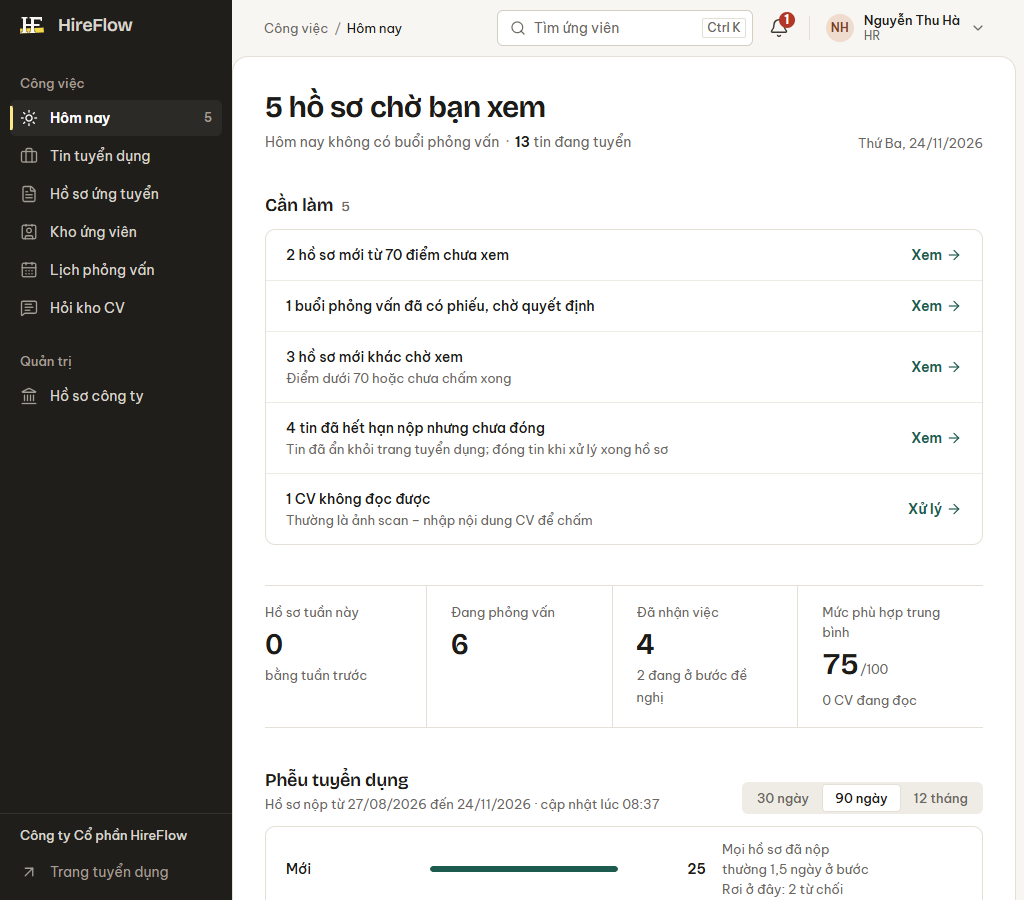 HireFlow
Công việc
Hôm nay 5
Tin tuyển dụng
Hồ sơ ứng tuyển
Kho ứng viên
Lịch phỏng vấn
Hỏi kho CV
Quản trị
Hồ sơ công ty
Công ty Cổ phần HireFlow
Trang tuyển dụng
Công việc / Hôm nay
Tìm ứng viên Ctrl K
1
NH
Nguyễn Thu Hà
HR
5 hồ sơ chờ bạn xem
Hôm nay không có buổi phỏng vấn · 13 tin đang tuyển
Thứ Ba, 24/11/2026
Cần làm 5
2 hồ sơ mới từ 70 điểm chưa xem
Xem →
1 buổi phỏng vấn đã có phiếu, chờ quyết định
Xem →
3 hồ sơ mới khác chờ xem
Điểm dưới 70 hoặc chưa chấm xong
Xem →
4 tin đã hết hạn nộp nhưng chưa đóng
Tin đã ẩn khỏi trang tuyển dụng; đóng tin khi xử lý xong hồ sơ
Xem →
1 CV không đọc được
Thường là ảnh scan – nhập nội dung CV để chấm
Xử lý →
Hồ sơ tuần này
0
bằng tuần trước
Đang phỏng vấn
6
Đã nhận việc
4
2 đang ở bước đề
nghị
Mức phù hợp trung
bình
75 /100
0 CV đang đọc
Phễu tuyển dụng
Hồ sơ nộp từ 27/08/2026 đến 24/11/2026 · cập nhật lúc 08:37
30 ngày 90 ngày 12 tháng
Mới
25
Mọi hồ sơ đã nộp
thường 1,5 ngày ở bước
Rơi ở đây: 2 từ chối